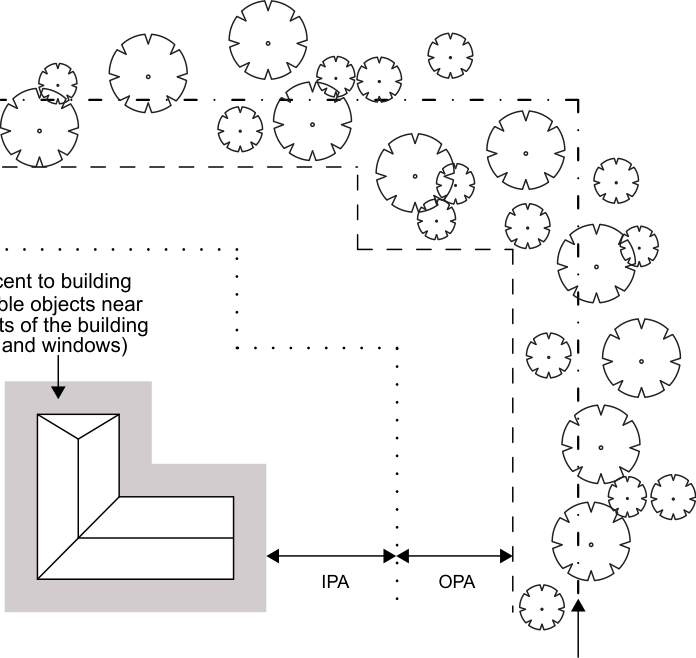 cent to building
ble objects near
ts of the building
and windows)
IPA
OPA